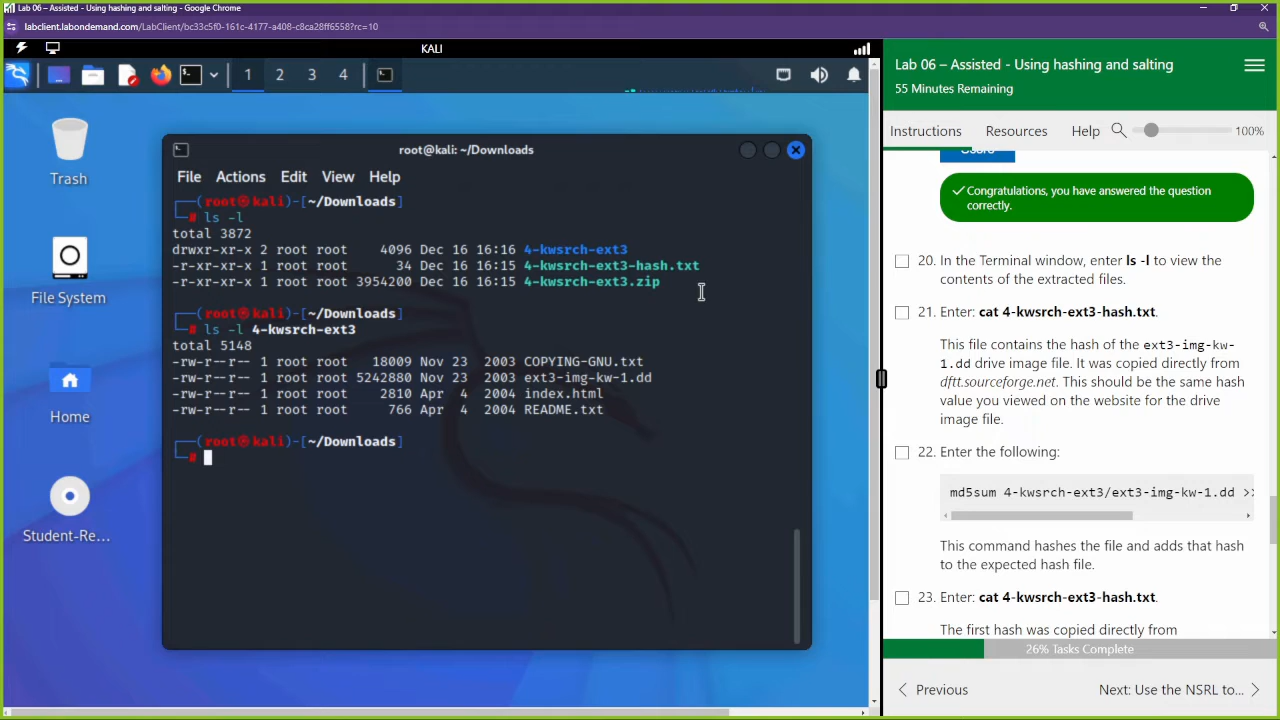 Lab 06 – Assisted - Using hashing and salting - Google Chrome
labclient.labondemand.com/LabClient/bc33c5f0-161c-4177-a408-c8ca28ff6558?rc=10
KALI
1 2 3 4
Trash
File System
Home
Student-Re...
root@kali: ~/Downloads
File Actions Edit View Help
(root㉿kali)-[~/Downloads]
# ls -l
total 3872
drwxr-xr-x 2 root root 4096 Dec 16 16:16 4-kwsrch-ext3
-r-xr-xr-x 1 root root 34 Dec 16 16:15 4-kwsrch-ext3-hash.txt
-r-xr-xr-x 1 root root 3954200 Dec 16 16:15 4-kwsrch-ext3.zip
(root㉿kali)-[~/Downloads]
# ls -l 4-kwsrch-ext3
total 5148
-rw-r--r-- 1 root root 18009 Nov 23 2003 COPYING-GNU.txt
-rw-r--r-- 1 root root 5242880 Nov 23 2003 ext3-img-kw-1.dd
-rw-r--r-- 1 root root 2810 Apr 4 2004 index.html
-rw-r--r-- 1 root root 766 Apr 4 2004 README.txt
(root㉿kali)-[~/Downloads]
#
Lab 06 – Assisted - Using hashing and salting
55 Minutes Remaining
Instructions Resources Help 100%
Score
Congratulations, you have answered the question
correctly.
20. In the Terminal window, enter ls -l to view the
contents of the extracted files.
21. Enter: cat 4-kwsrch-ext3-hash.txt.
This file contains the hash of the ext3-img-kw-
1.dd drive image file. It was copied directly from
dftt.sourceforge.net. This should be the same hash
value you viewed on the website for the drive
image file.
22. Enter the following:
md5sum 4-kwsrch-ext3/ext3-img-kw-1.dd >>
This command hashes the file and adds that hash
to the expected hash file.
23. Enter: cat 4-kwsrch-ext3-hash.txt.
The first hash was copied directly from
26% Tasks Complete
Previous Next: Use the NSRL to...